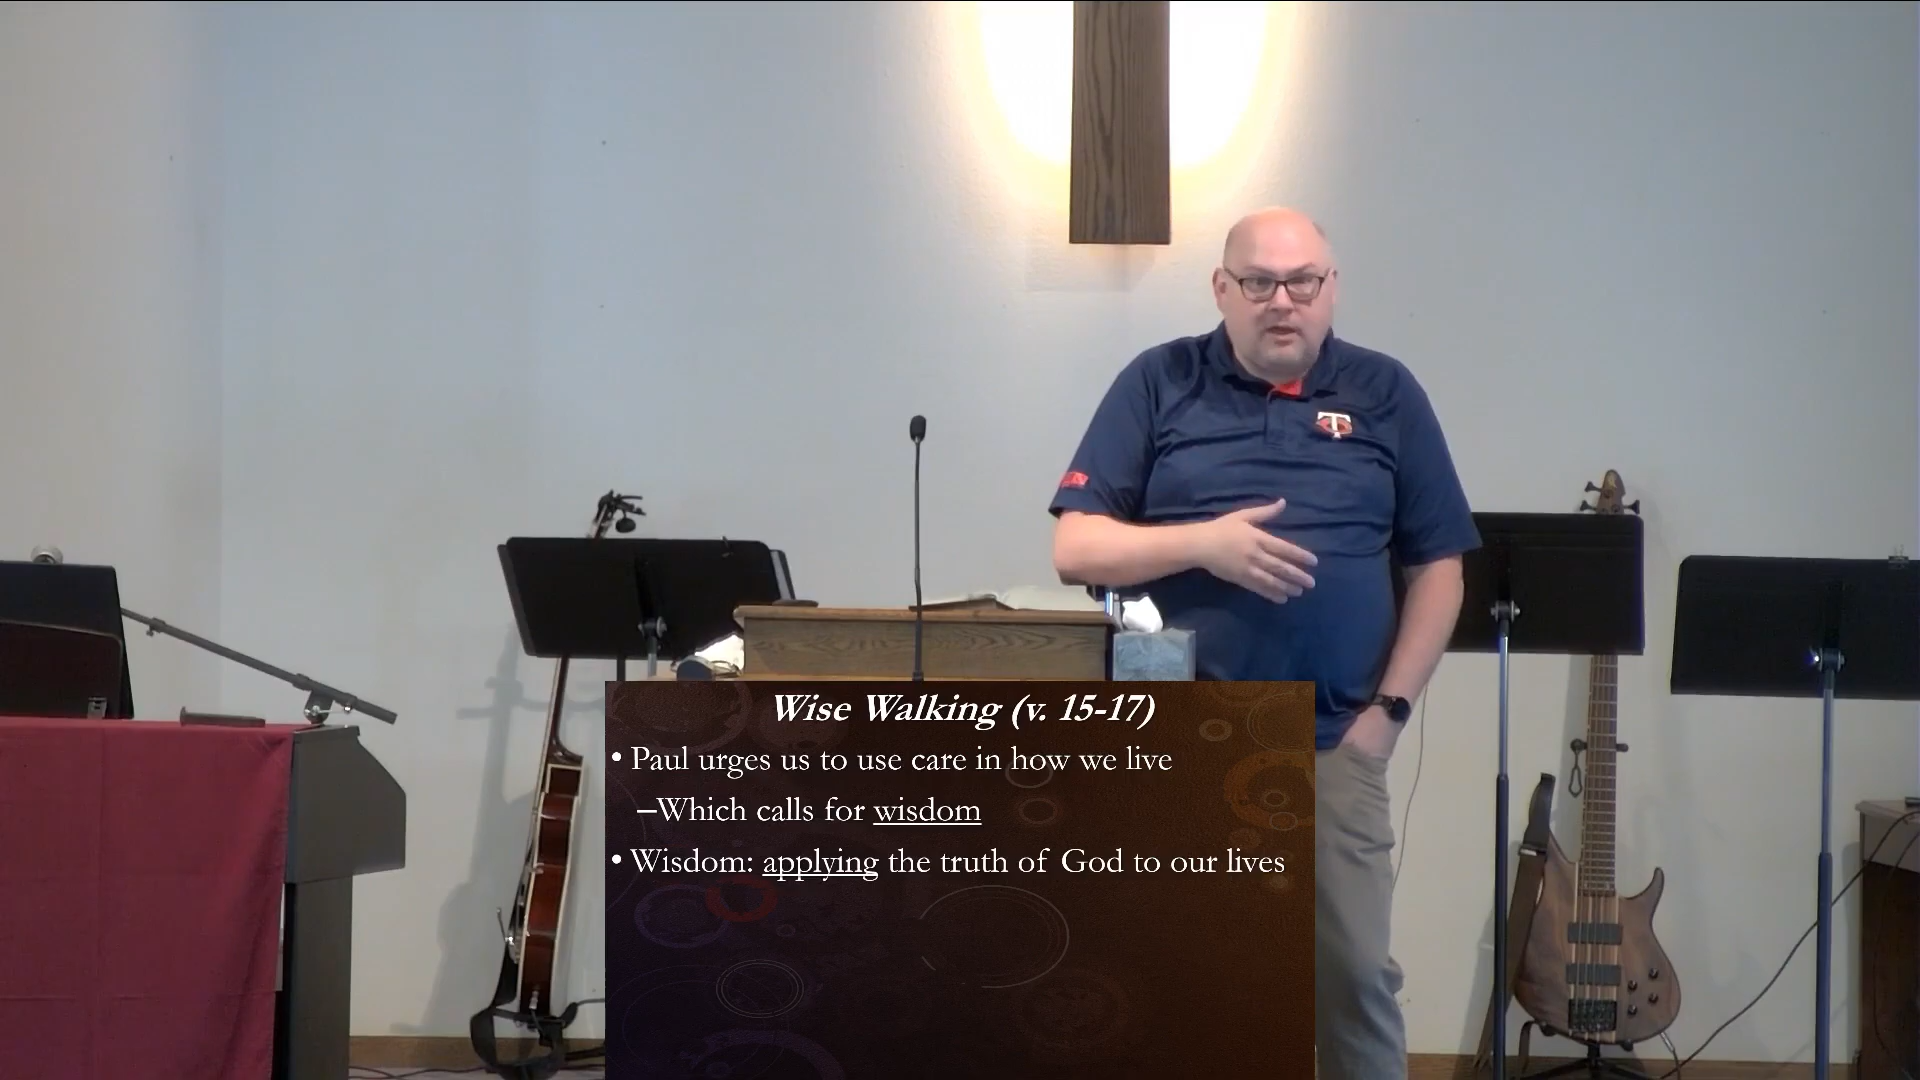 Wise Walking (v. 15-17)
• Paul urges us to use care in how we live
–Which calls for wisdom
• Wisdom: applying the truth of God to our lives